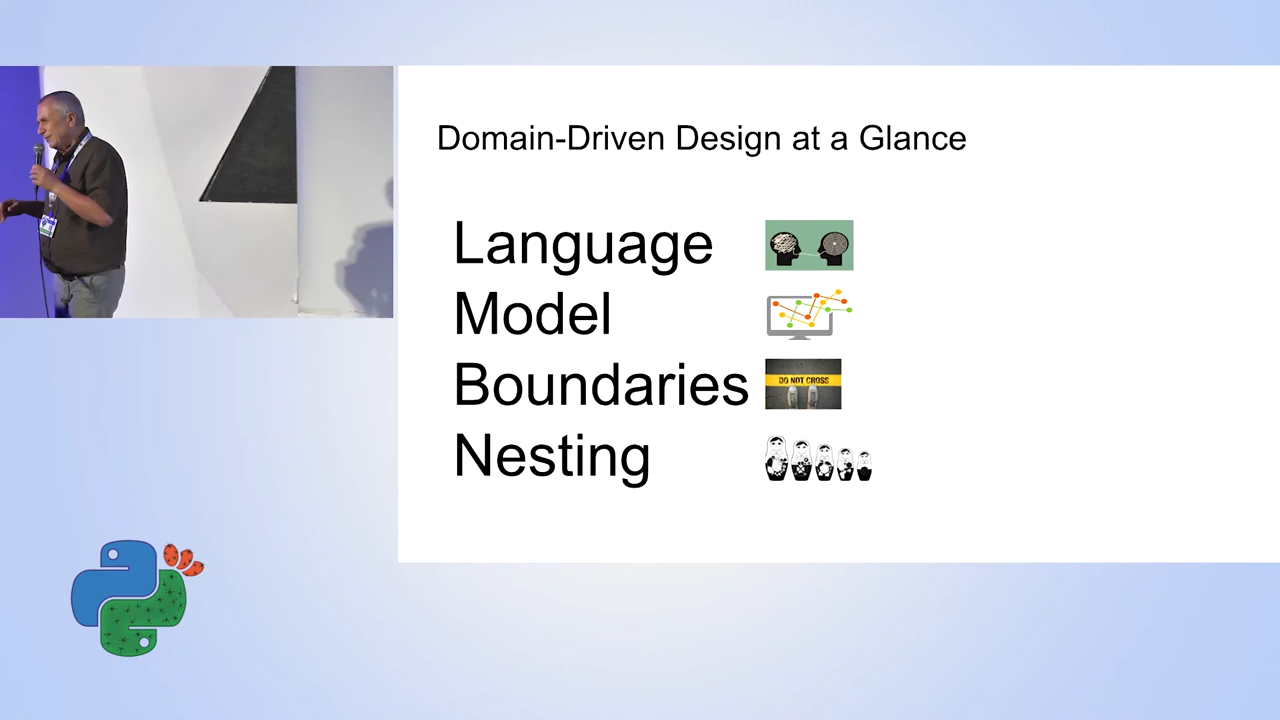 Domain-Driven Design at a Glance
Language
Model
Boundaries
DO NOT CROSS
Nesting